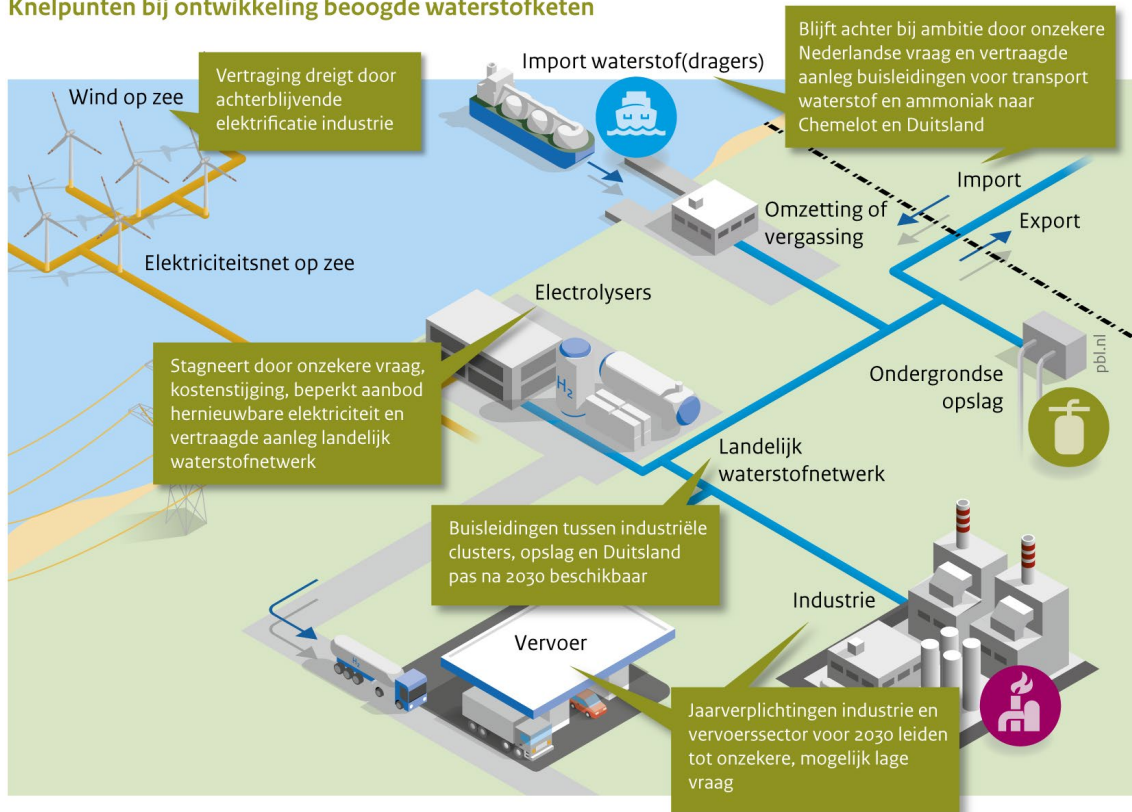 Knelpunten bij ontwikkeling beoogde waterstofketen
Blijft achter bij ambitie door onzekere
Nederlandse vraag en vertraagde
aanleg buisleidingen voor transport
waterstof en ammoniak naar
Chemelot en Duitsland
Import waterstof(dragers)
Vertraging dreigt door
achterblijvende
elektrificatie industrie
Wind op zee
Import
Export
Omzetting of
vergassing
Elektriciteitsnet op zee
Electrolysers
Stagneert door onzekere vraag,
kostenstijging, beperkt aanbod
hernieuwbare elektriciteit en
vertraagde aanleg landelijk
waterstofnetwerk
H2
pbl.nl
Ondergrondse
opslag
Landelijk
waterstofnetwerk
Buisleidingen tussen industriële
clusters, opslag en Duitsland
pas na 2030 beschikbaar
Industrie
Vervoer
H2
Jaarverplichtingen industrie en
vervoerssector voor 2030 leiden
tot onzekere, mogelijk lage
vraag